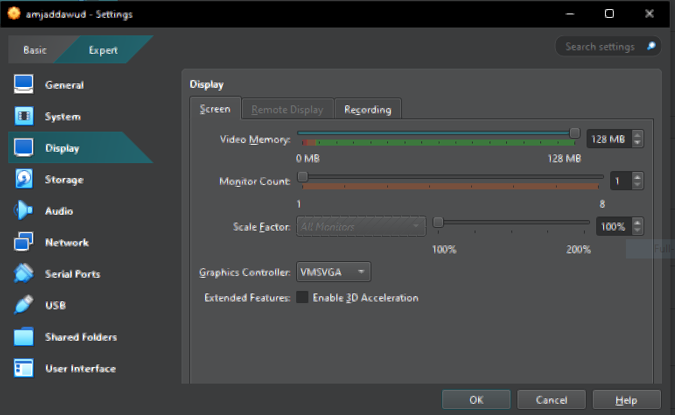 amjaddawud - Settings
Basic
Expert
Search settings
General
System
Display
Storage
Audio
Network
Serial Ports
USB
Shared Folders
User Interface
Display
Screen
Remote Display
Recording
Video Memory:
128 MB
0 MB
128 MB
Monitor Count:
1
1
8
Scale Factor:
All Monitors
100%
100%
200%
Graphics Controller:
VMSVGA
Extended Features:
Enable 3D Acceleration
OK
Cancel
Help